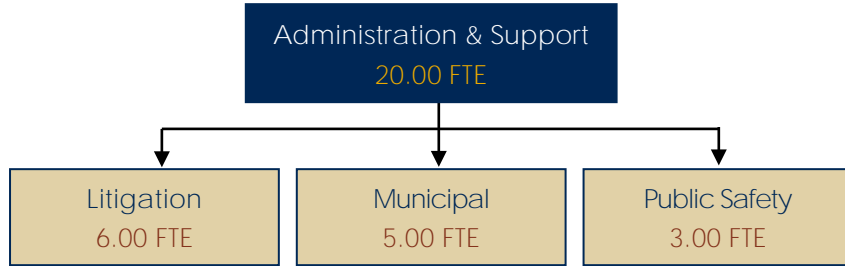 Administration & Support
20.00 FTE
Litigation
6.00 FTE
Municipal
5.00 FTE
Public Safety
3.00 FTE